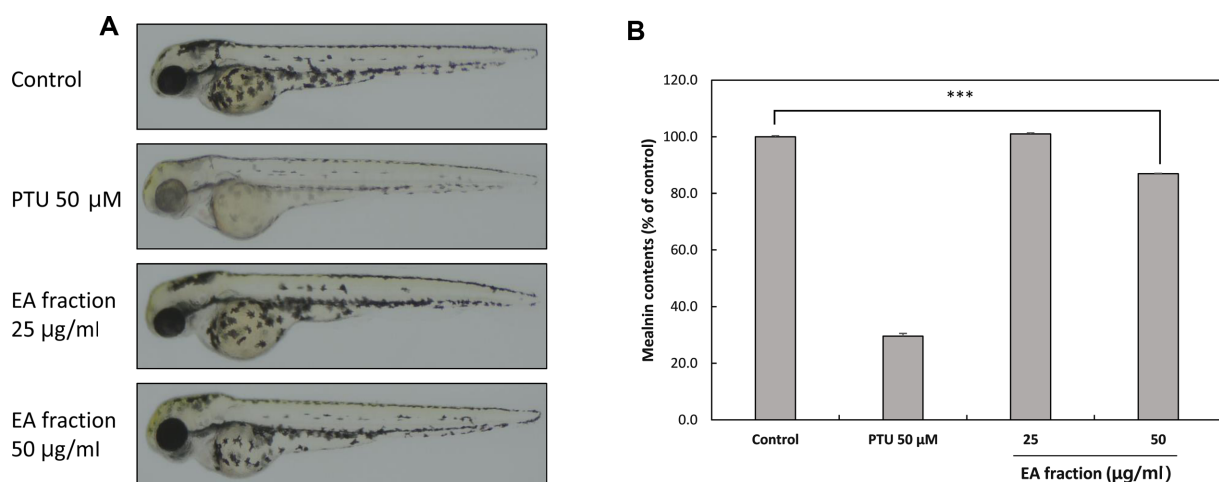 A
Control
PTU 50 µM
EA fraction
25 µg/ml
EA fraction
50 µg/ml
B
Mealnin contents (% of control)
120.0
100.0
80.0
60.0
40.0
20.0
0.0
***
Control
PTU 50 µM
25
50
EA fraction (µg/ml)